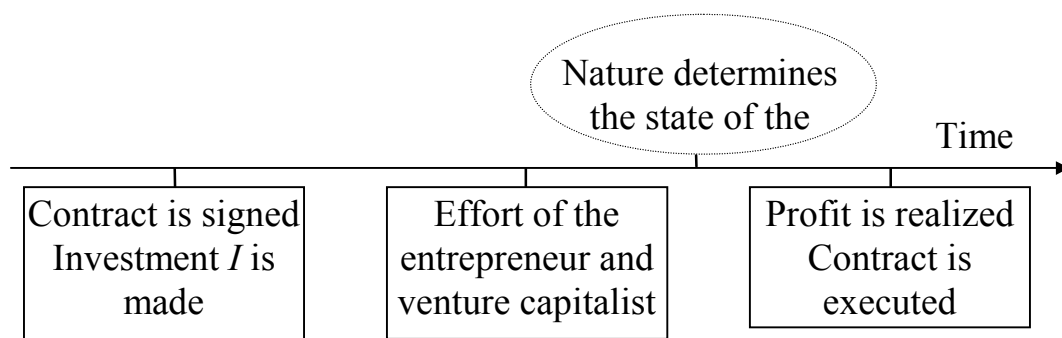 Nature determines
the state of the
Time
Contract is signed
Investment I is
made
Effort of the
entrepreneur and
venture capitalist
Profit is realized
Contract is
executed